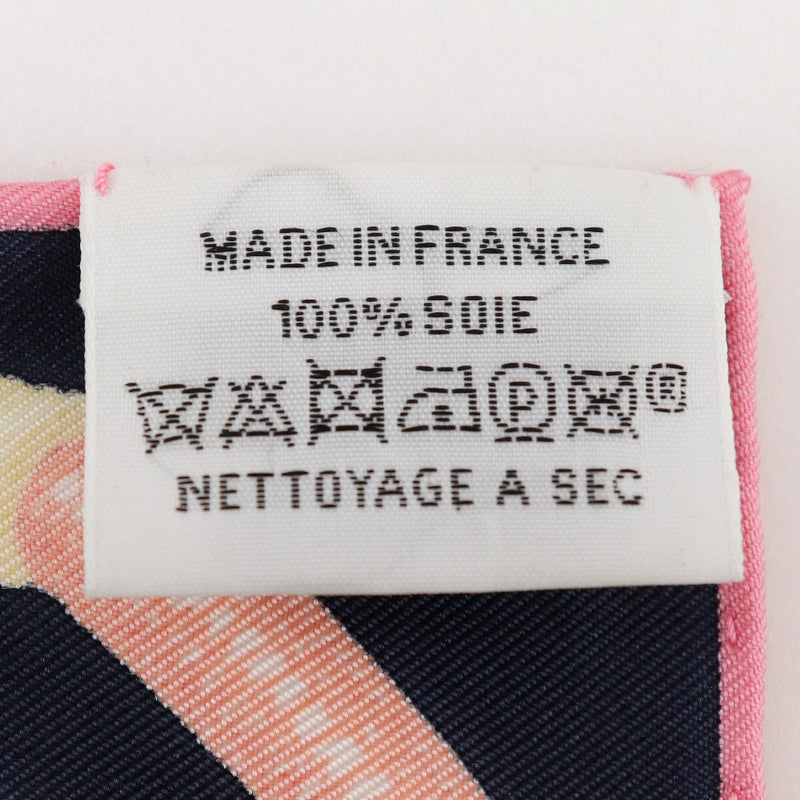 MADE IN FRANCE
100% SOIE
P ®
NETTOYAGE A SEC